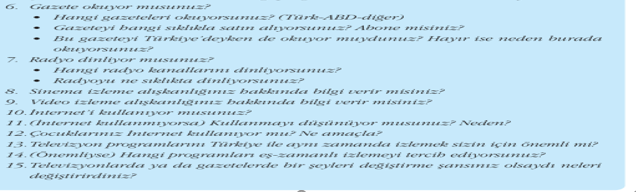 6. Gazete okuyor musunuz?
• Hangi gazeteleri okuyorsunuz? (Türk-ABD-diğer)
• Gazeteyi hangi sıklıkla satın alıyorsunuz? Abone misiniz?
• Bu gazeteyi Türkiye'deyken de okuyor muydunuz? Hayır ise neden burada
okuyorsunuz?
7. Radyo dinliyor musunuz?
• Hangi radyo kanallarını dinliyorsunuz?
• Radyoyu ne sıklıkta dinliyorsunuz?
8. Sinema izleme alışkanlığınız hakkında bilgi verir misiniz?
9. Video izleme alışkanlığınız hakkında bilgi verir misiniz?
10. İnternet'i kullanıyor musunuz?
11. (İnternet kullanmıyorsa) Kullanmayı düşünüyor musunuz? Neden?
12. Çocuklarınız İnternet kullanıyor mu? Ne amaçla?
13. Televizyon programlarını Türkiye ile aynı zamanda izlemek sizin için önemli mi?
14. (Önemliyse) Hangi programları eş-zamanlı izlemeyi tercih ediyorsunuz?
15. Televizyonlarda ya da gazetelerde bir şeyleri değiştirme şansınız olsaydı neleri
değiştirirdiniz?